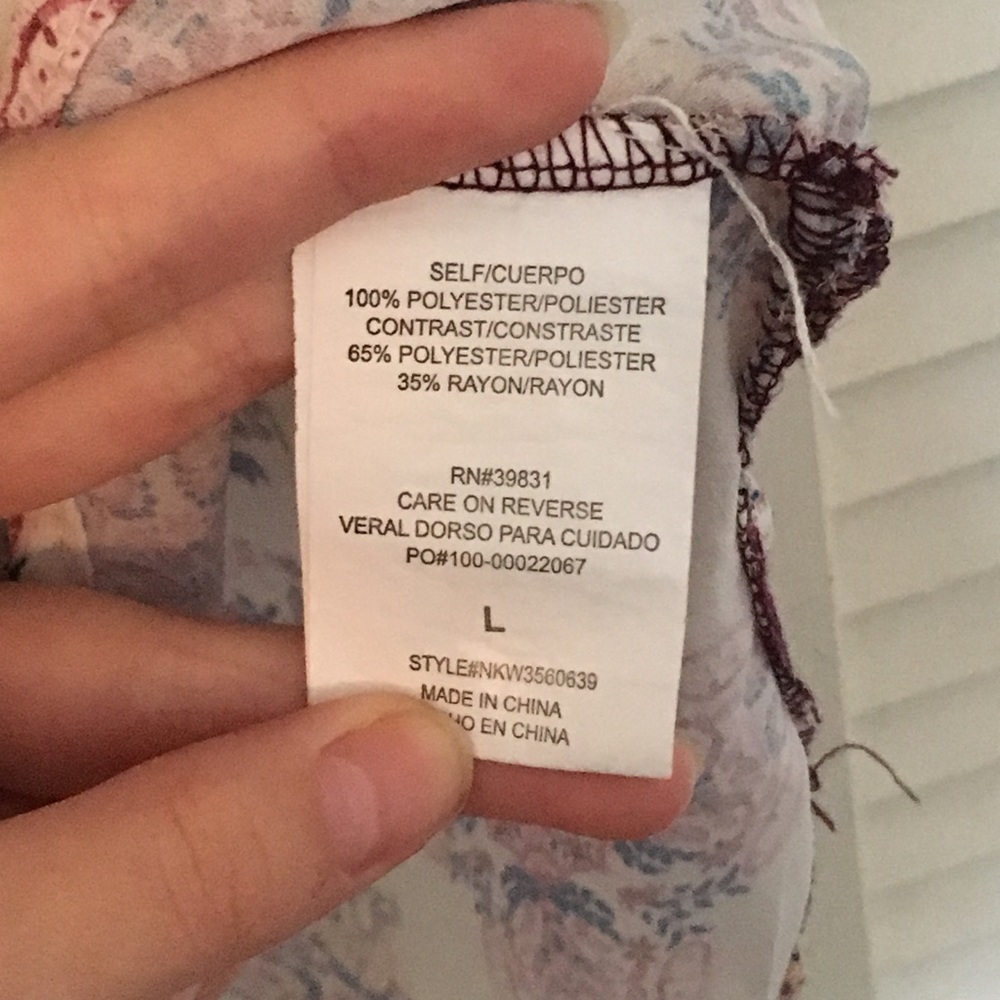 SELF/CUERPO
100% POLYESTER/POLIESTER
CONTRAST/CONSTRASTE
65% POLYESTER/POLIESTER
35% RAYON/RAYON
RN#39831
CARE ON REVERSE
VERAL DORSO PARA CUIDADO
PO#100-00022067
L
STYLE#NKW3560639
MADE IN CHINA
EN CHINA